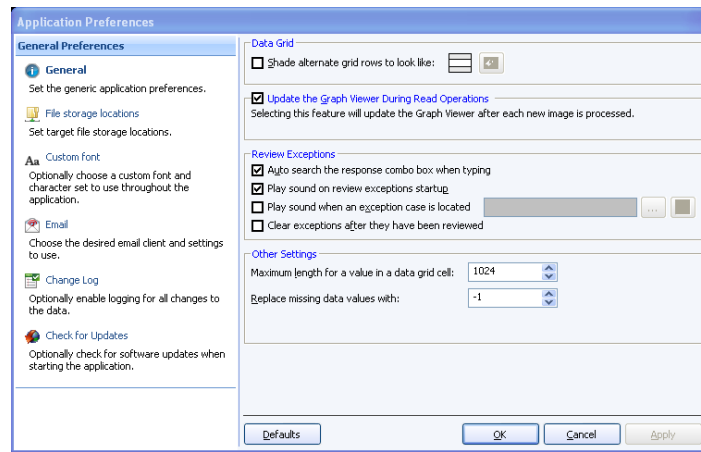 Application Preferences
General Preferences
General
Set the generic application preferences.
File storage locations
Set target file storage locations.
Custom font
Optionally choose a custom font and
character set to use throughout the
application.
Email
Choose the desired email client and settings
to use.
Change Log
Optionally enable logging for all changes to
the data.
Check for Updates
Optionally check for software updates when
starting the application.
Data Grid
Shade alternate grid rows to look like:
Update the Graph Viewer During Read Operations
Selecting this feature will update the Graph Viewer after each new image is processed.
Review Exceptions
Auto search the response combo box when typing
Play sound on review exceptions startup
Play sound when an exception case is located
...
Clear exceptions after they have been reviewed
Other Settings
Maximum length for a value in a data grid cell: 1024
Replace missing data values with: -1
Defaults OK Cancel Apply